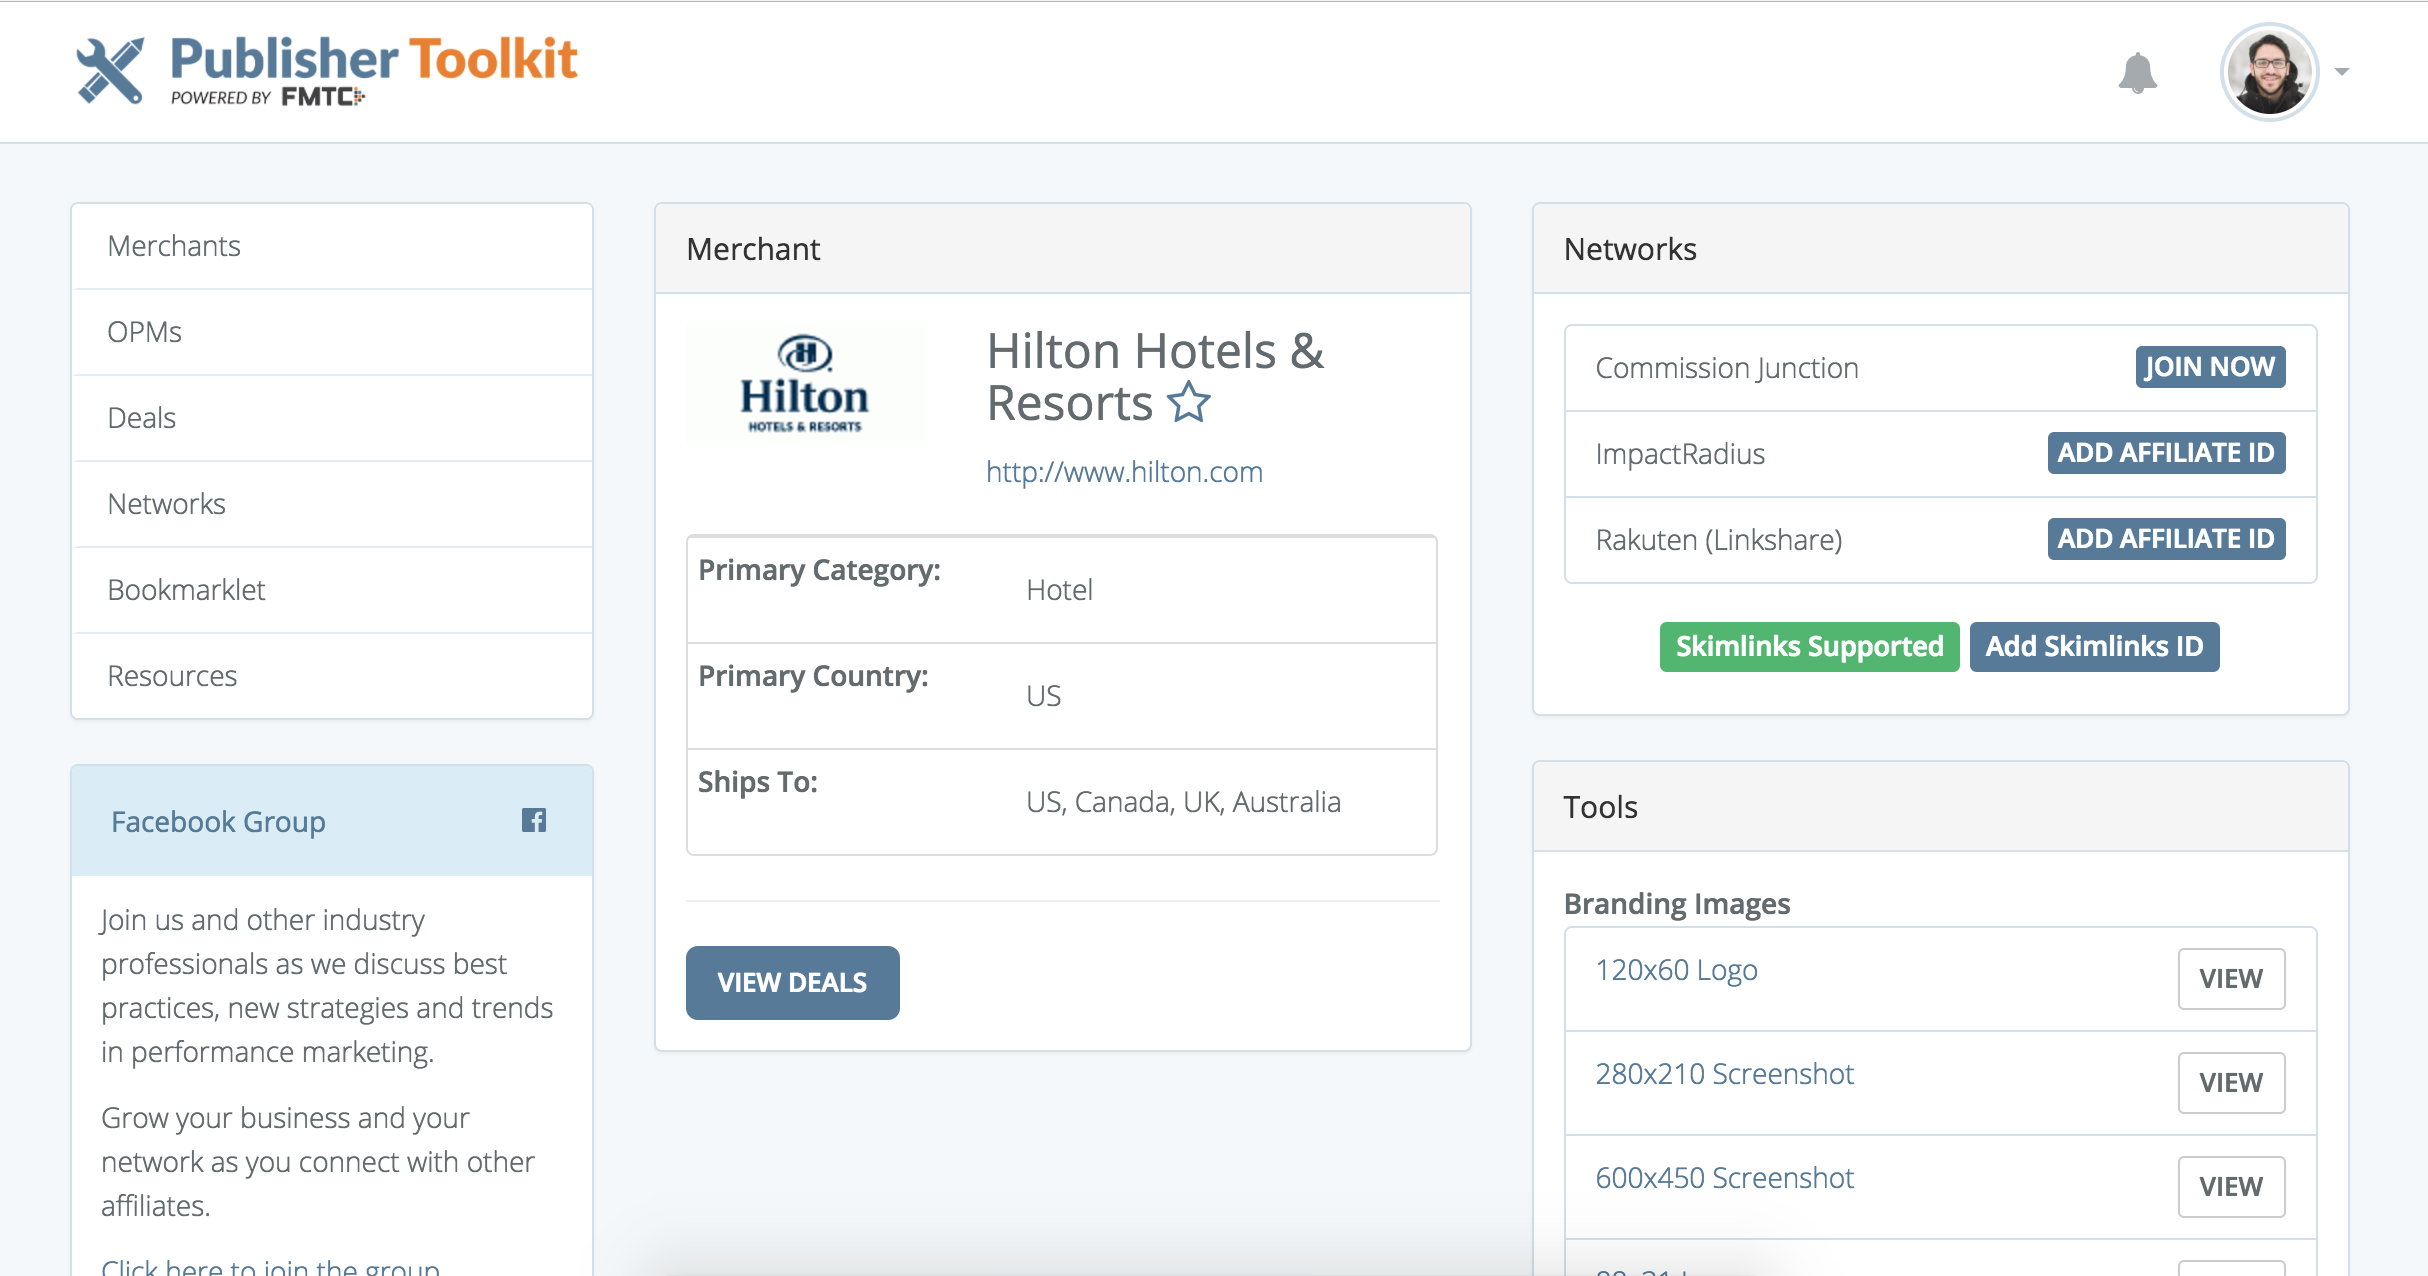 Publisher Toolkit
POWERED BY FMTC
Merchants
OPMs
Deals
Networks
Bookmarklet
Resources
Facebook Group
Join us and other industry
professionals as we discuss best
practices, new strategies and trends
in performance marketing.
Grow your business and your
network as you connect with other
affiliates.
Click here to join the group
Merchant
Hilton
HOTELS & RESORTS
Hilton Hotels &
Resorts
http://www.hilton.com
Primary Category:
Hotel
Primary Country:
US
Ships To:
US, Canada, UK, Australia
VIEW DEALS
Networks
Commission Junction
JOIN NOW
ImpactRadius
ADD AFFILIATE ID
Rakuten (Linkshare)
ADD AFFILIATE ID
Skimlinks Supported
Add Skimlinks ID
Tools
Branding Images
120x60 Logo
VIEW
280x210 Screenshot
VIEW
600x450 Screenshot
VIEW